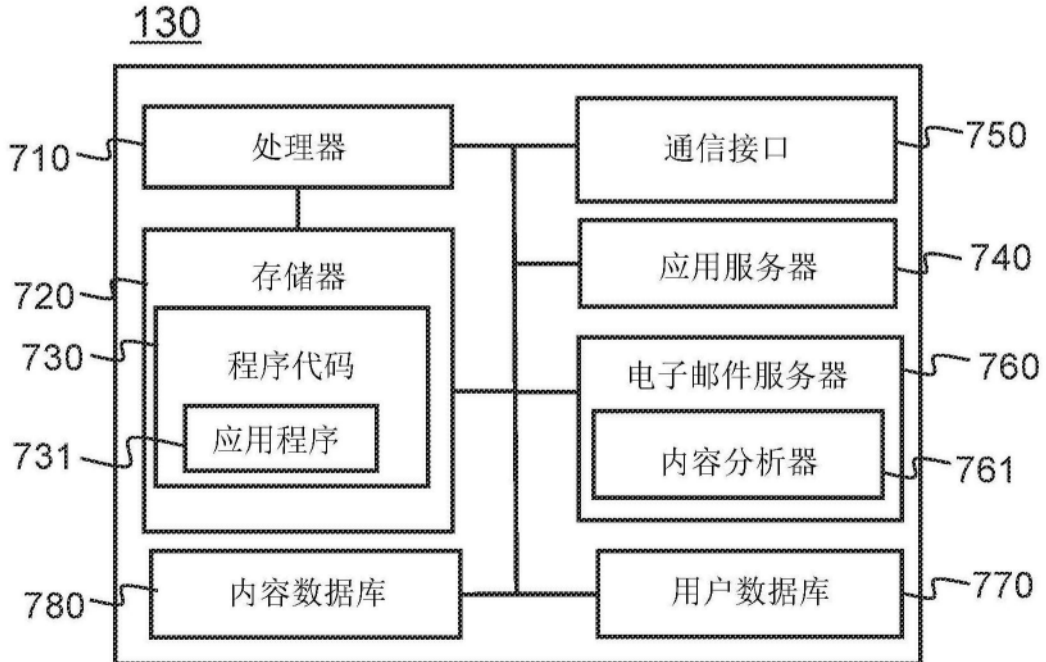 130
710
处理器
通信接口
750
720
存储器
应用服务器
740
730
程序代码
电子邮件服务器
760
731
应用程序
内容分析器
761
780
内容数据库
用户数据库
770